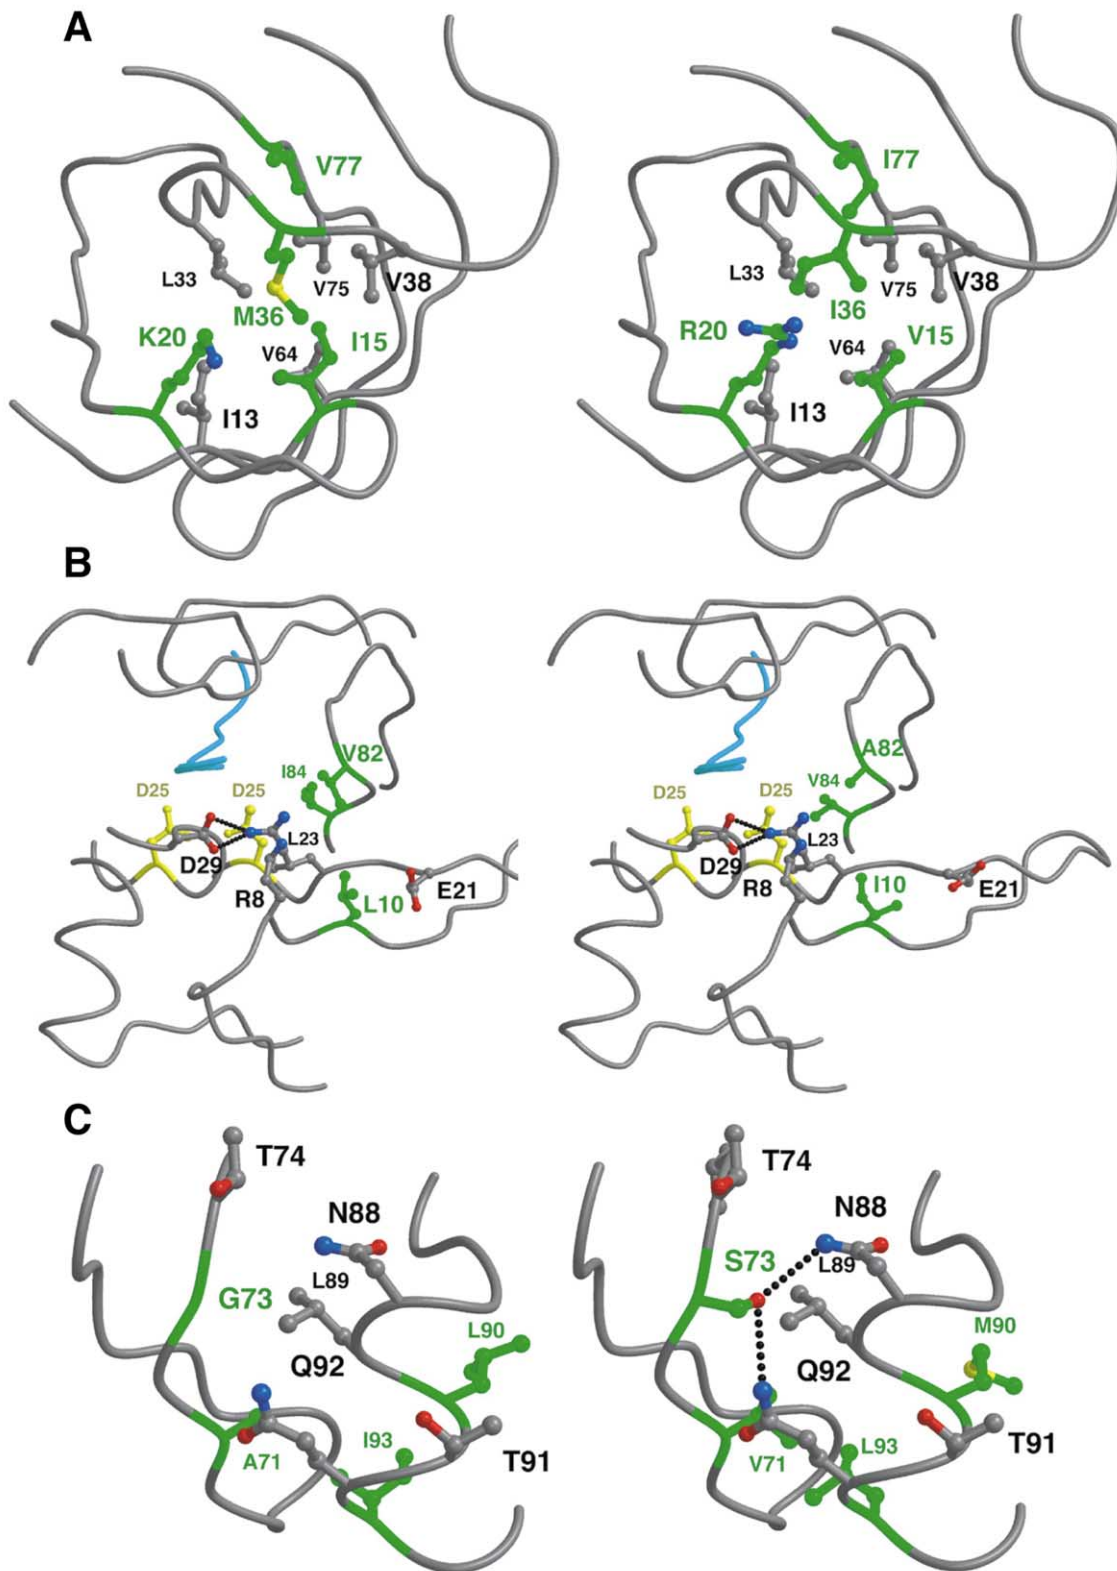 A
V77
L33
V75
V38
M36
K20
I15
V64
I13
I77
L33
V75
V38
I36
R20
V15
V64
I13
B
V82
I84
D25
D25
L23
D29
R8
L10
E21
A82
V84
D25
D25
L23
D29
R8
I10
E21
C
T74
N88
L89
G73
L90
Q92
I93
A71
T91
T74
N88
S73
L89
M90
Q92
L93
V71
T91